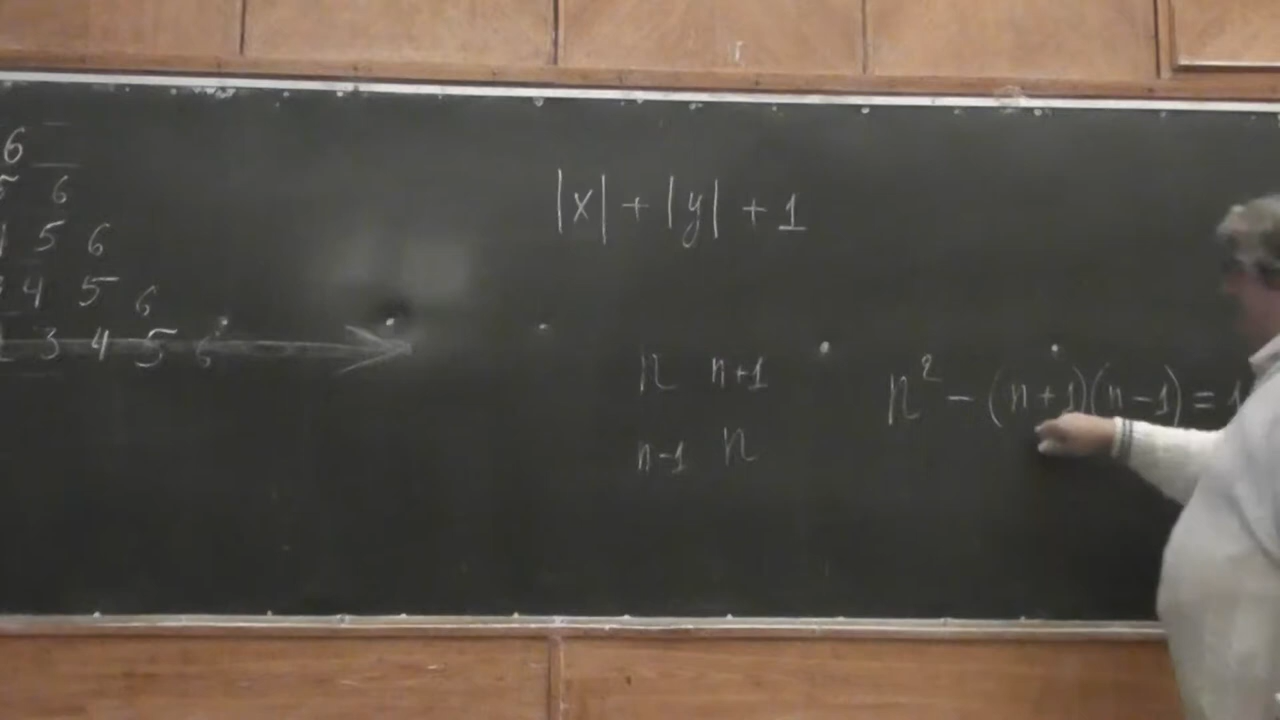 6
5 6
4 5 6
3 4 5 6
2 3 4 5 6
|x| + |y| + 1
n n+1
n-1 n
n² - (n+1)(n-1) = 1